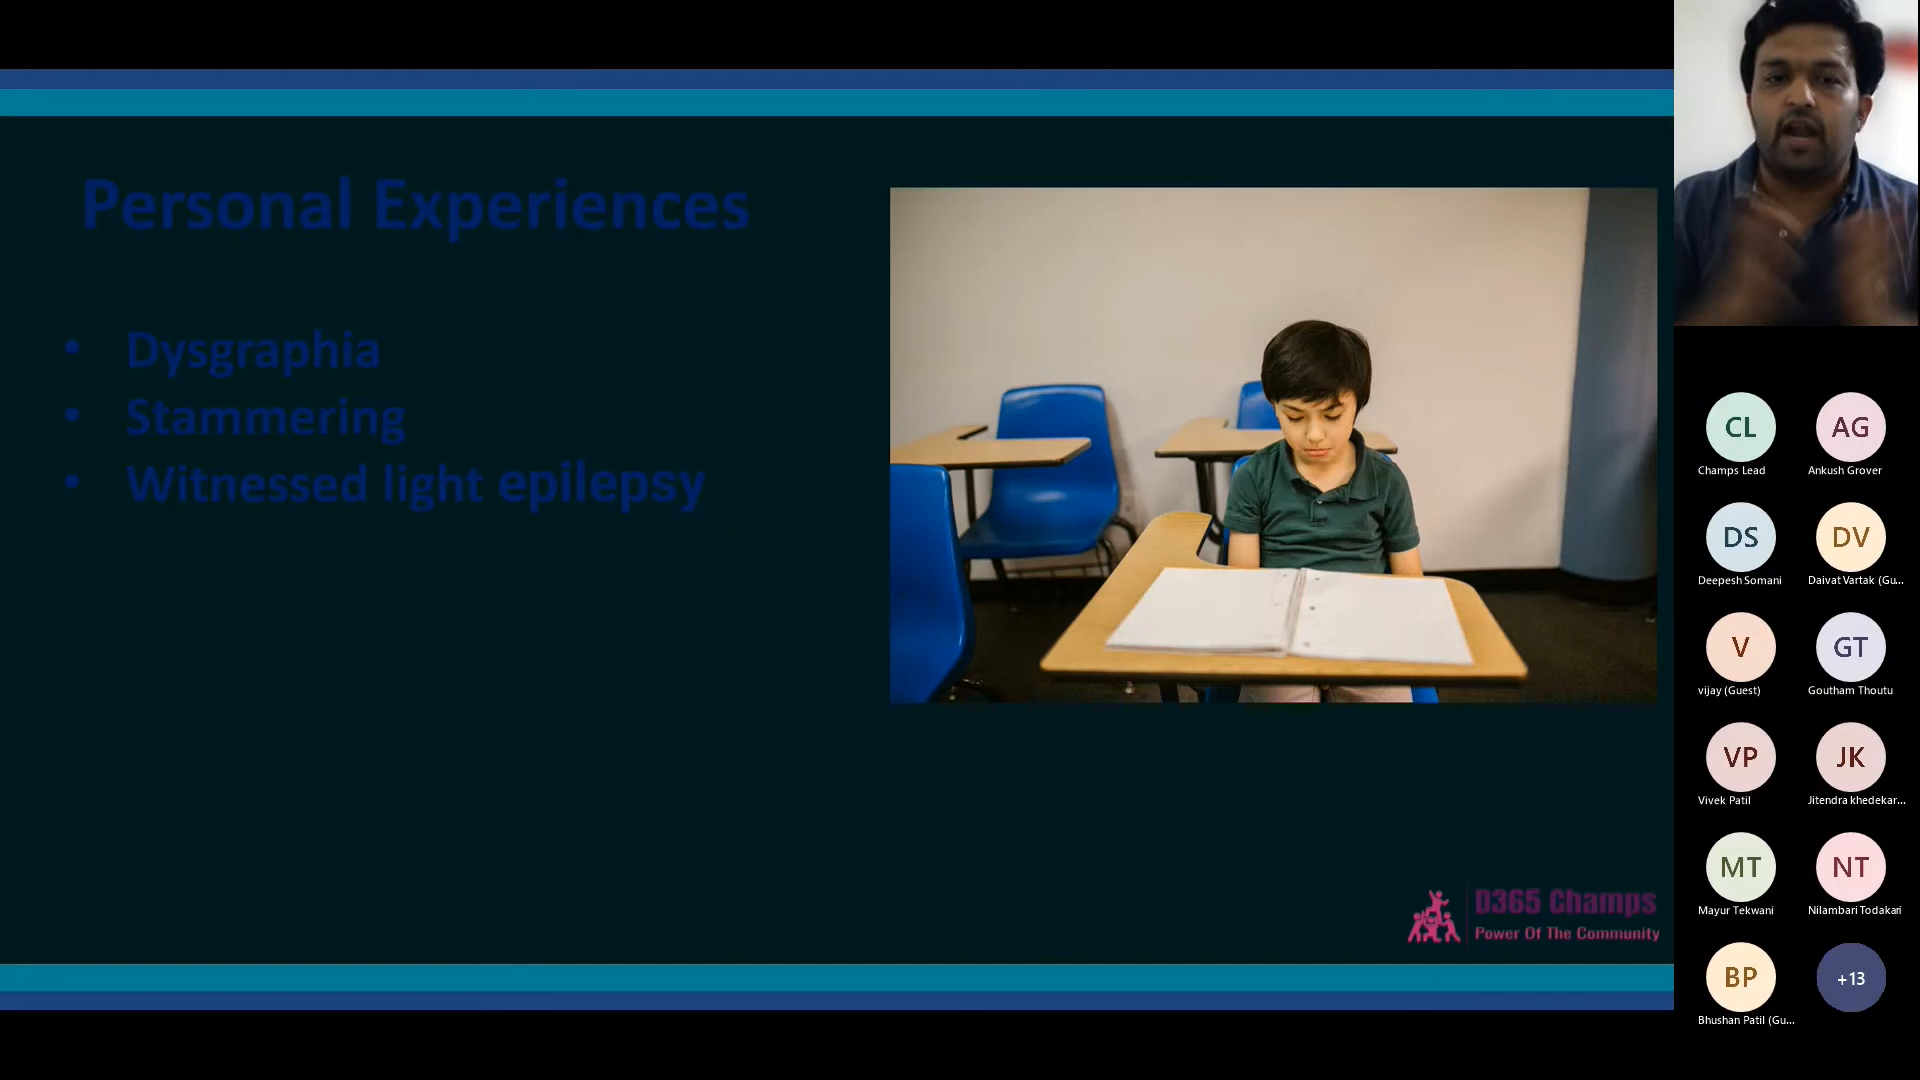 Personal Experiences
• Dysgraphia
• Stammering
• Witnessed light epilepsy
D365 Champs
Power Of The Community
CL
AG
Champs Lead
Ankush Grover
DS
DV
Deepesh Somani
Daivat Vartak (Gu...
V
GT
vijay (Guest)
Goutham Thoutu
VP
JK
Vivek Patil
Jitendra khedekar...
MT
NT
Mayur Tekwani
Nilambari Todakari
BP
+13
Bhushan Patil (Gu...